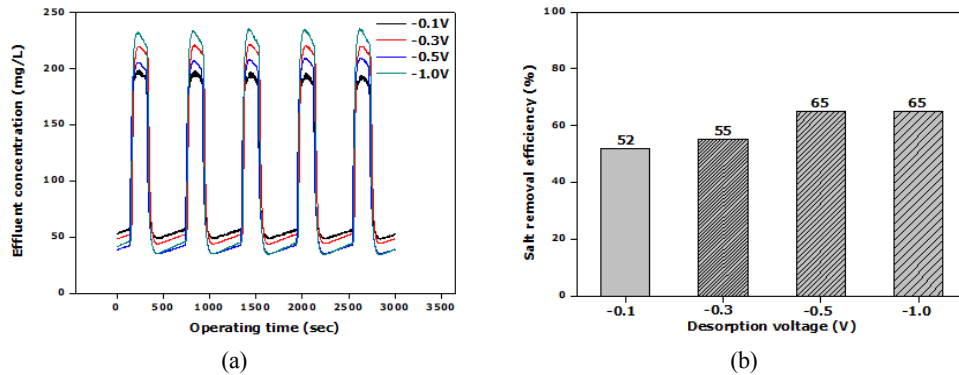 250
200
150
100
50
0
0 500 1000 1500 2000 2500 3000 3500
Effluent concentration (mg/L)
Operating time (sec)
-0.1V
-0.3V
-0.5V
-1.0V
(a)
100
80
60
40
20
0
Salt removal efficiency (%)
52 55 65 65
-0.1 -0.3 -0.5 -1.0
Desorption voltage (V)
(b)